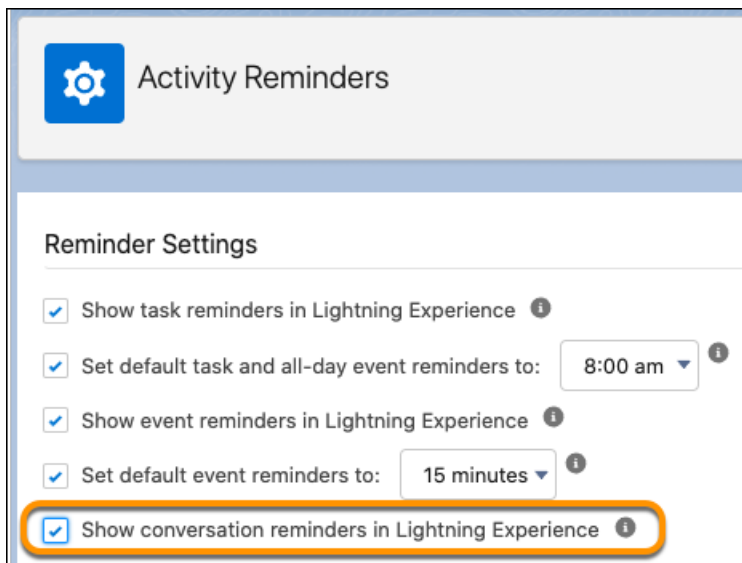 Activity Reminders
Reminder Settings
Show task reminders in Lightning Experience
Set default task and all-day event reminders to: 8:00 am
Show event reminders in Lightning Experience
Set default event reminders to: 15 minutes
Show conversation reminders in Lightning Experience